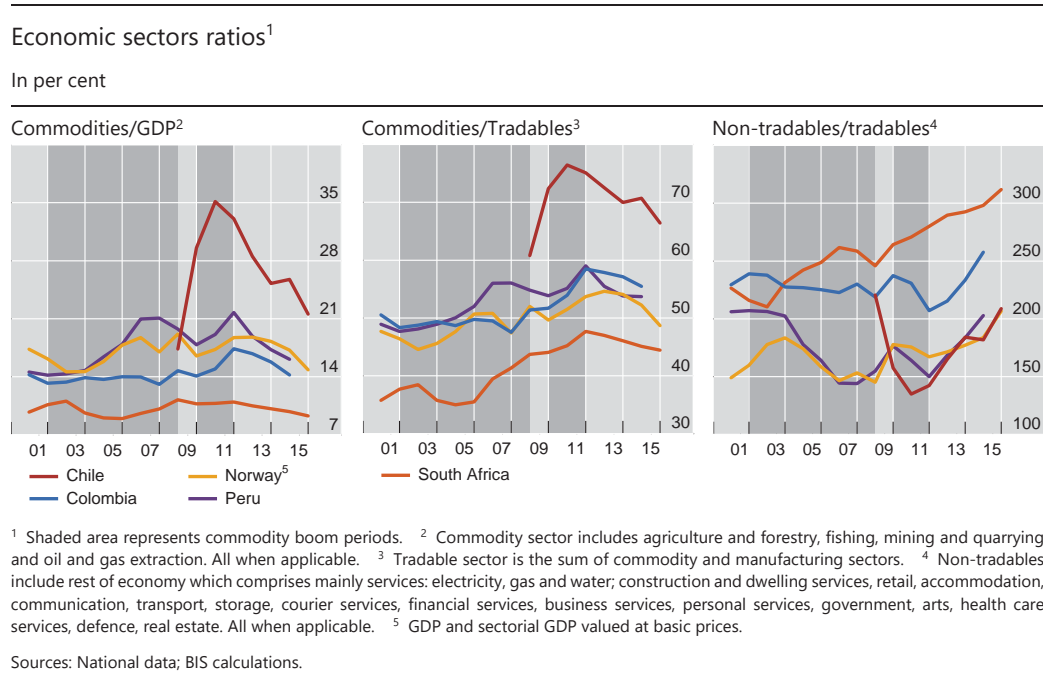 Economic sectors ratios1
In per cent
Commodities/GDP2
Commodities/Tradables3
Non-tradables/tradables4
35
28
21
14
7
01 03 05 07 09 11 13 15
70
60
50
40
30
01 03 05 07 09 11 13 15
300
250
200
150
100
01 03 05 07 09 11 13 15
Chile
Colombia
Norway5
Peru
South Africa
1 Shaded area represents commodity boom periods. 2 Commodity sector includes agriculture and forestry, fishing, mining and quarrying
and oil and gas extraction. All when applicable. 3 Tradable sector is the sum of commodity and manufacturing sectors. 4 Non-tradables
include rest of economy which comprises mainly services: electricity, gas and water; construction and dwelling services, retail, accommodation,
communication, transport, storage, courier services, financial services, business services, personal services, government, arts, health care
services, defence, real estate. All when applicable. 5 GDP and sectorial GDP valued at basic prices.
Sources: National data; BIS calculations.